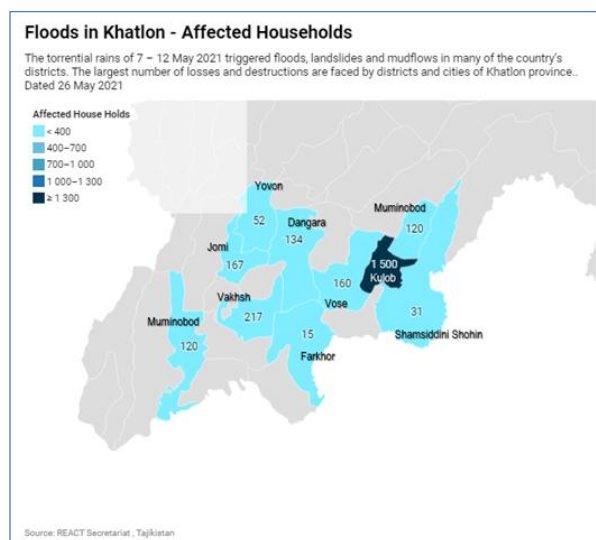 Floods in Khatlon - Affected Households
The torrential rains of 7 – 12 May 2021 triggered floods, landslides and mudflows in many of the country's
districts. The largest number of losses and destructions are faced by districts and cities of Khatlon province..
Dated 26 May 2021
Affected House Holds
< 400
400–700
700–1 000
1 000–1 300
≥ 1 300
Yovon
52
Dangara
134
Muminobod
120
Jomi
167
1 500
Kulob
160
Vose
Vakhsh
217
31
Shamsiddini Shohin
Muminobod
120
15
Farkhor
Source: REACT Secretariat , Tajikistan